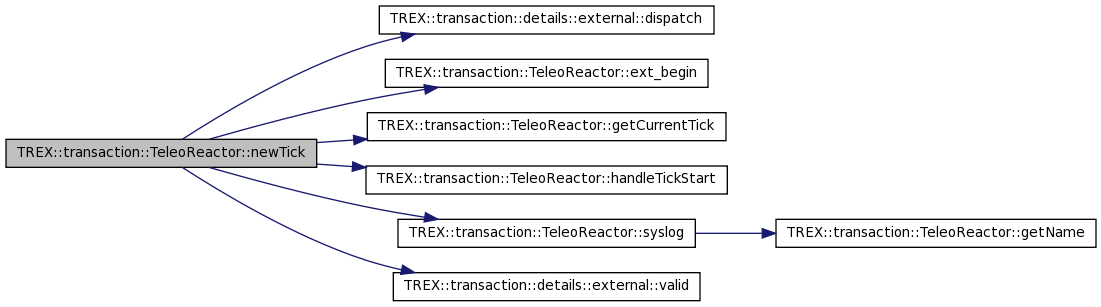 TREX::transaction::details::external::dispatch
TREX::transaction::TeleoReactor::ext_begin
TREX::transaction::TeleoReactor::getCurrentTick
TREX::transaction::TeleoReactor::newTick
TREX::transaction::TeleoReactor::handleTickStart
TREX::transaction::TeleoReactor::syslog
TREX::transaction::TeleoReactor::getName
TREX::transaction::details::external::valid